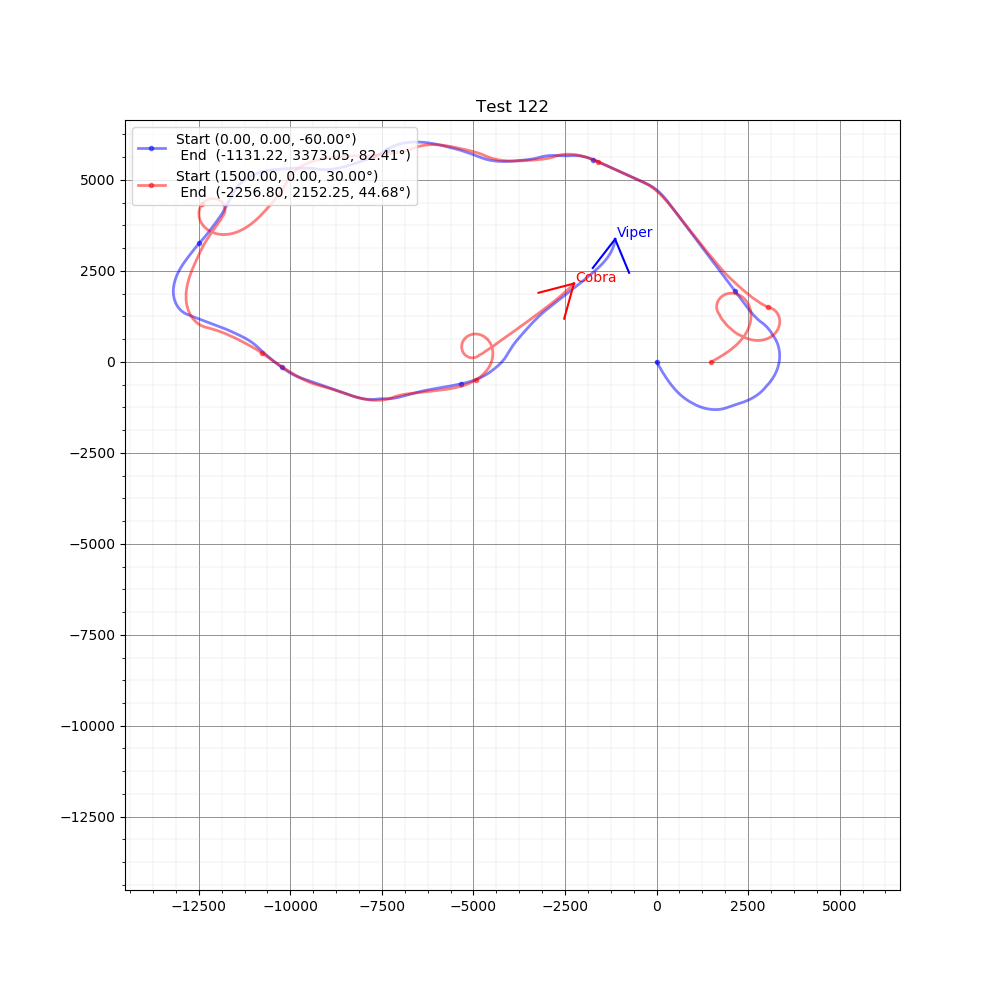 Test 122
Start (0.00, 0.00, -60.00°)
End (-1131.22, 3373.05, 82.41°)
Start (1500.00, 0.00, 30.00°)
End (-2256.80, 2152.25, 44.68°)
5000
2500
0
−2500
−5000
−7500
−10000
−12500
Viper
Cobra
−12500 −10000 −7500 −5000 −2500 0 2500 5000